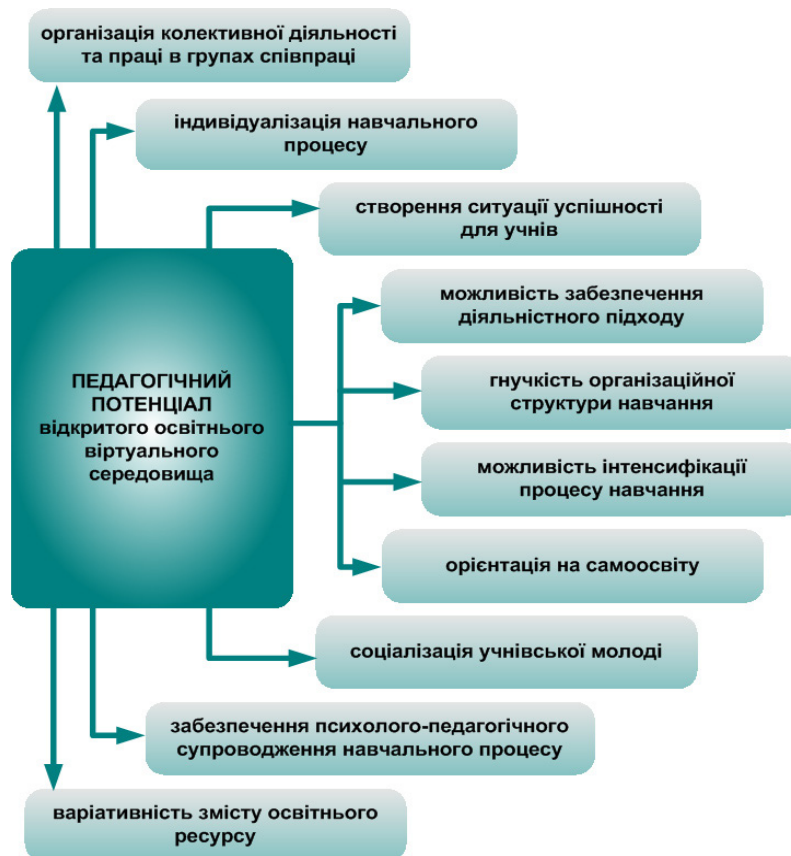 організація колективної діяльності
та праці в групах співпраці
індивідуалізація навчального
процесу
створення ситуації успішності
для учнів
можливість забезпечення
діяльністного підходу
ПЕДАГОГІЧНИЙ
ПОТЕНЦІАЛ
відкритого освітнього
віртуального
середовища
гнучкість організаційної
структури навчання
можливість інтенсифікації
процесу навчання
орієнтація на самоосвіту
соціалізація учнівської молоді
забезпечення психолого-педагогічного
супроводження навчального процесу
варіативність змісту освітнього
ресурсу